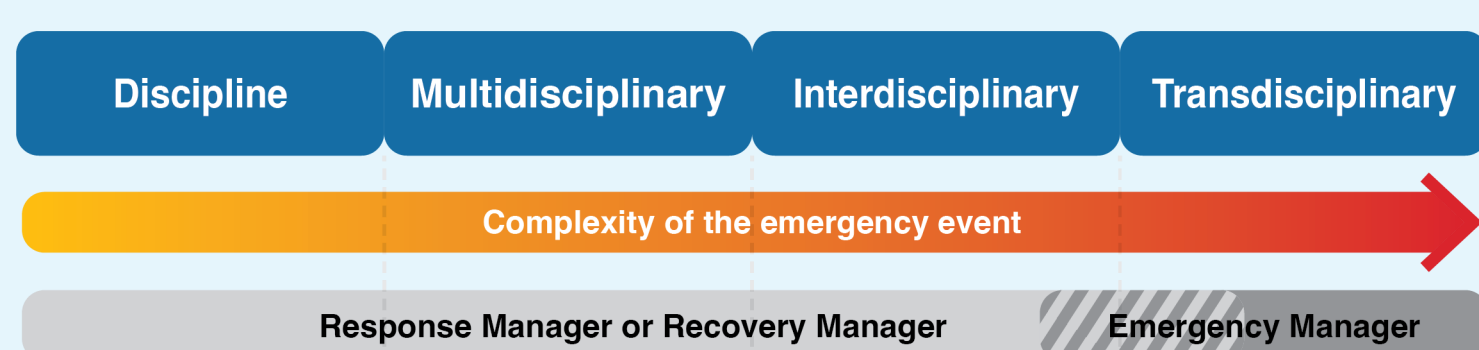 Discipline Multidisciplinary Interdisciplinary Transdisciplinary
Complexity of the emergency event
Response Manager or Recovery Manager Emergency Manager